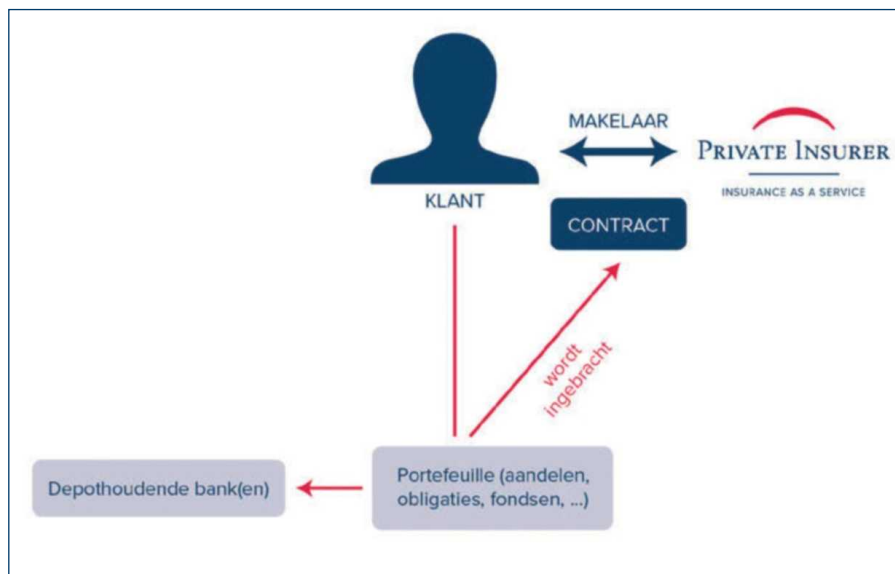 MAKELAAR
PRIVATE INSURER
INSURANCE AS A SERVICE
KLANT
CONTRACT
wordt
ingebracht
Depothoudende bank(en)
Portefeuille (aandelen,
obligaties, fondsen, ...)